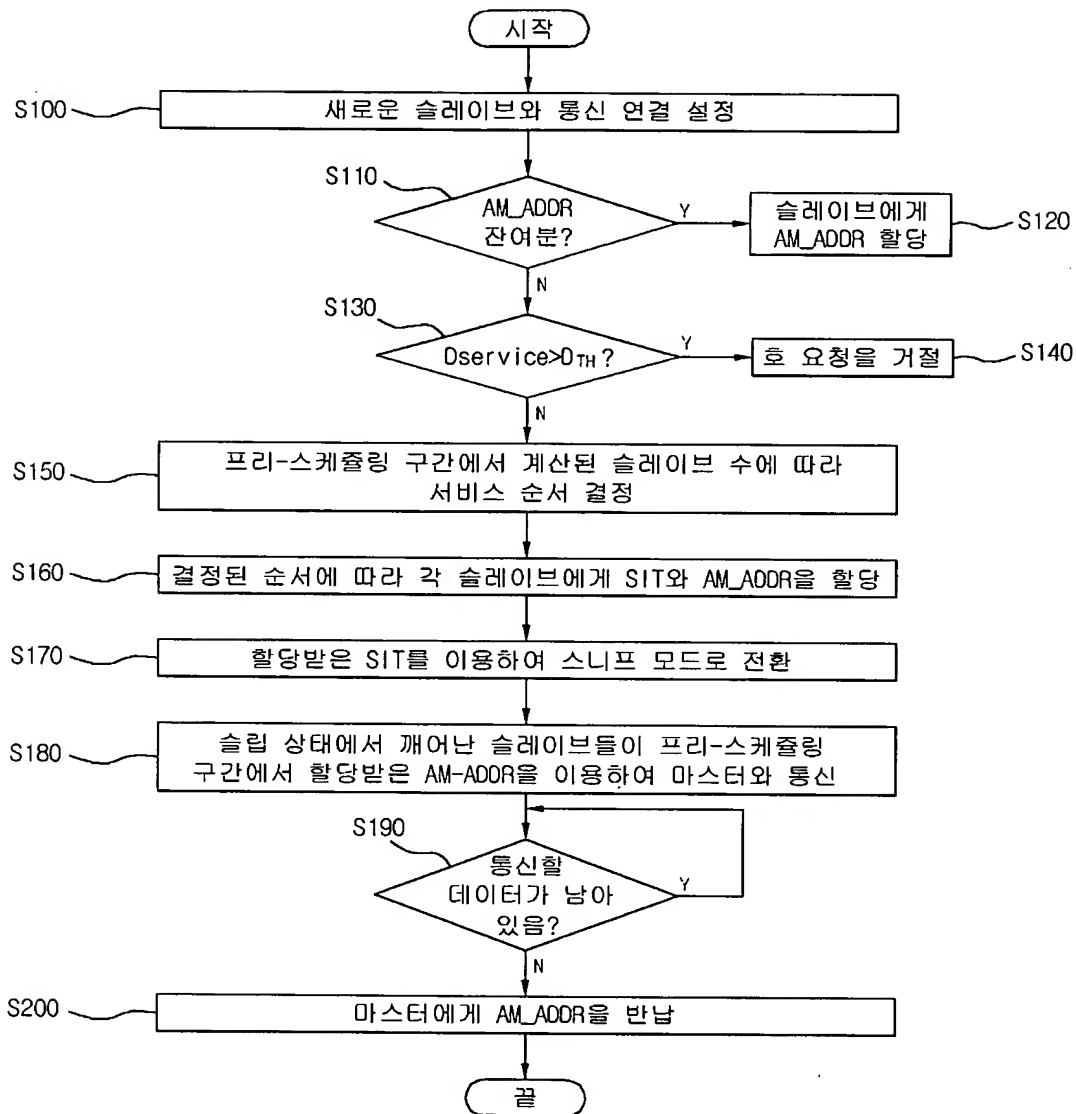 시작
S100
새로운 슬레이브와 통신 연결 설정
S110
AM_ADDR
잔여분?
Y
슬레이브에게
AM_ADDR 할당
S120
N
S130
Dservice>DTH?
Y
호 요청을 거절
S140
N
S150
프리-스케쥴링 구간에서 계산된 슬레이브 수에 따라
서비스 순서 결정
S160
결정된 순서에 따라 각 슬레이브에게 SIT와 AM_ADDR을 할당
S170
할당받은 SIT를 이용하여 스니프 모드로 전환
S180
슬립 상태에서 깨어난 슬레이브들이 프리-스케쥴링
구간에서 할당받은 AM-ADDR을 이용하여 마스터와 통신
S190
통신할
데이터가 남아
있음?
Y
N
S200
마스터에게 AM_ADDR을 반납
끝